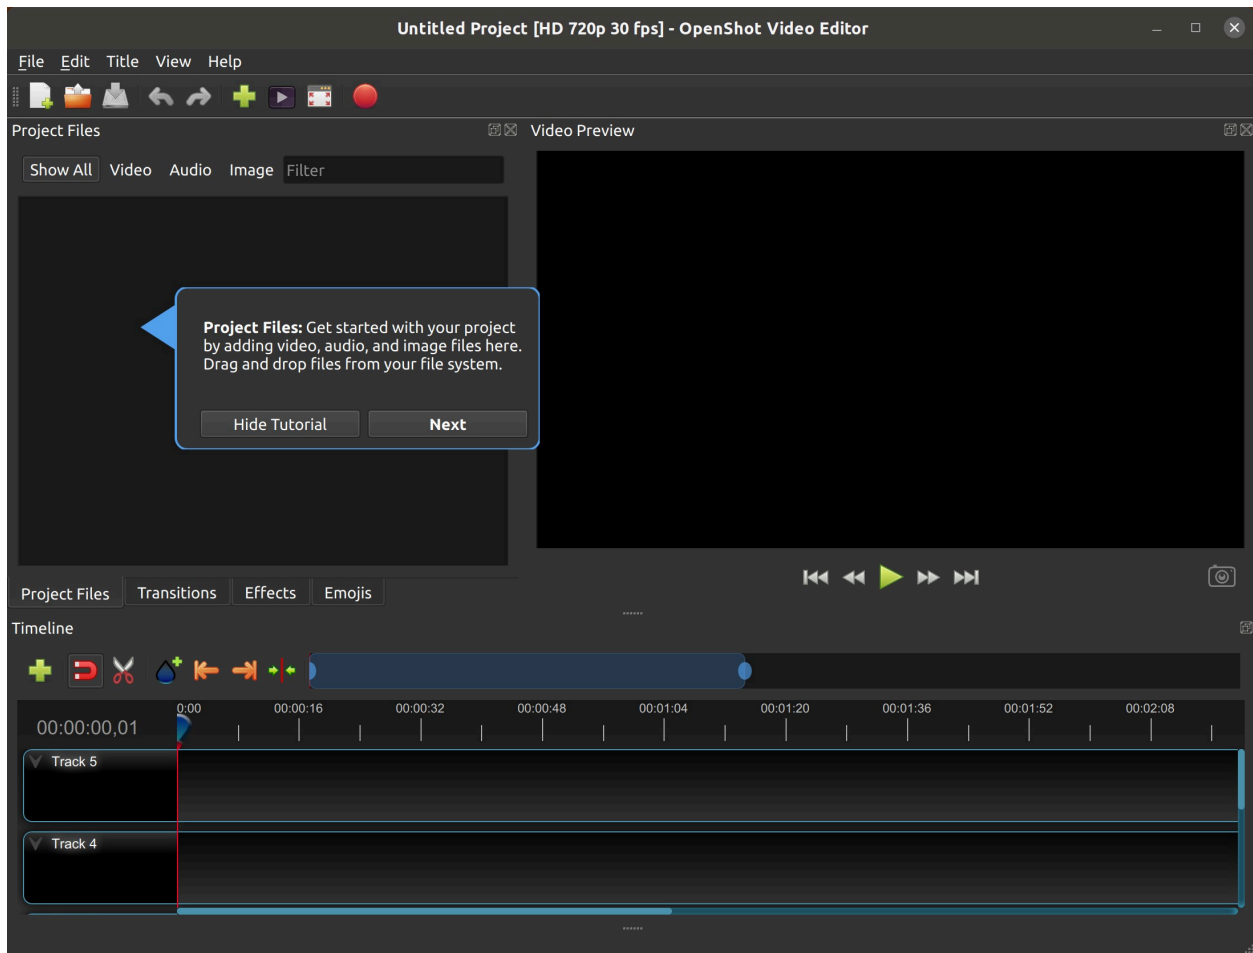 Untitled Project [HD 720p 30 fps] - OpenShot Video Editor
File Edit Title View Help
Project Files
Video Preview
Show All Video Audio Image Filter
Project Files: Get started with your project
by adding video, audio, and image files here.
Drag and drop files from your file system.
Hide Tutorial Next
Project Files Transitions Effects Emojis
Timeline
0:00 00:00:16 00:00:32 00:00:48 00:01:04 00:01:20 00:01:36 00:01:52 00:02:08
00:00:00,01
Track 5
Track 4